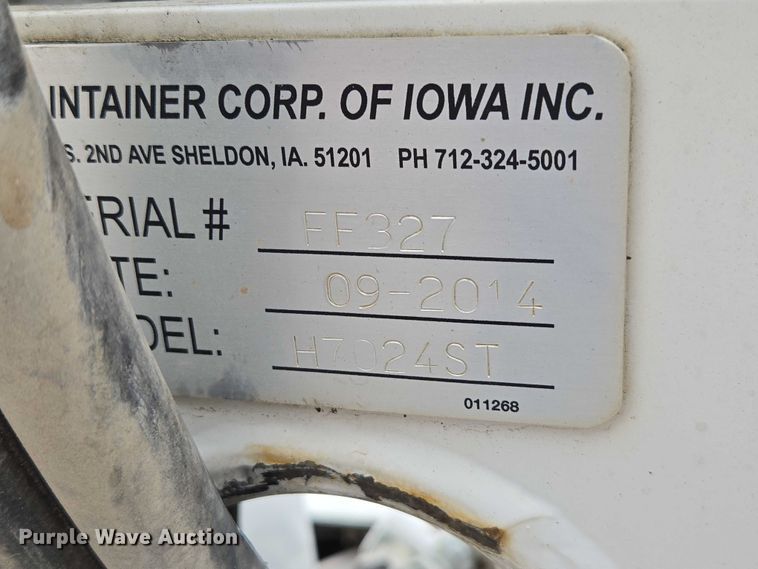 INTAINER CORP. OF IOWA INC.
S. 2ND AVE SHELDON, IA. 51201 PH 712-324-5001
ERIAL # FF327
TE: 09-2014
DEL: H7024ST
011268
Purple Wave Auction